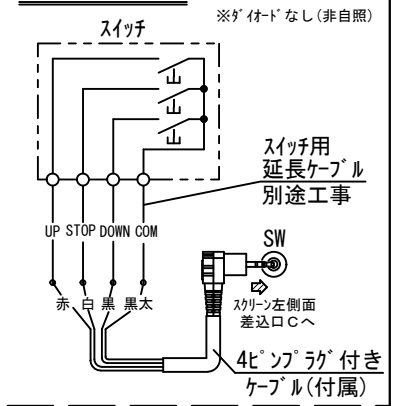 ※ダイオードなし(非自照)
スイッチ
スイッチ用
延長ケーブル
別途工事
UP STOP DOWN COM
SW
赤 白 黒 黒太
スクリーン左側面
差込口Cへ
4ピンプラグ付き
ケーブル(付属)